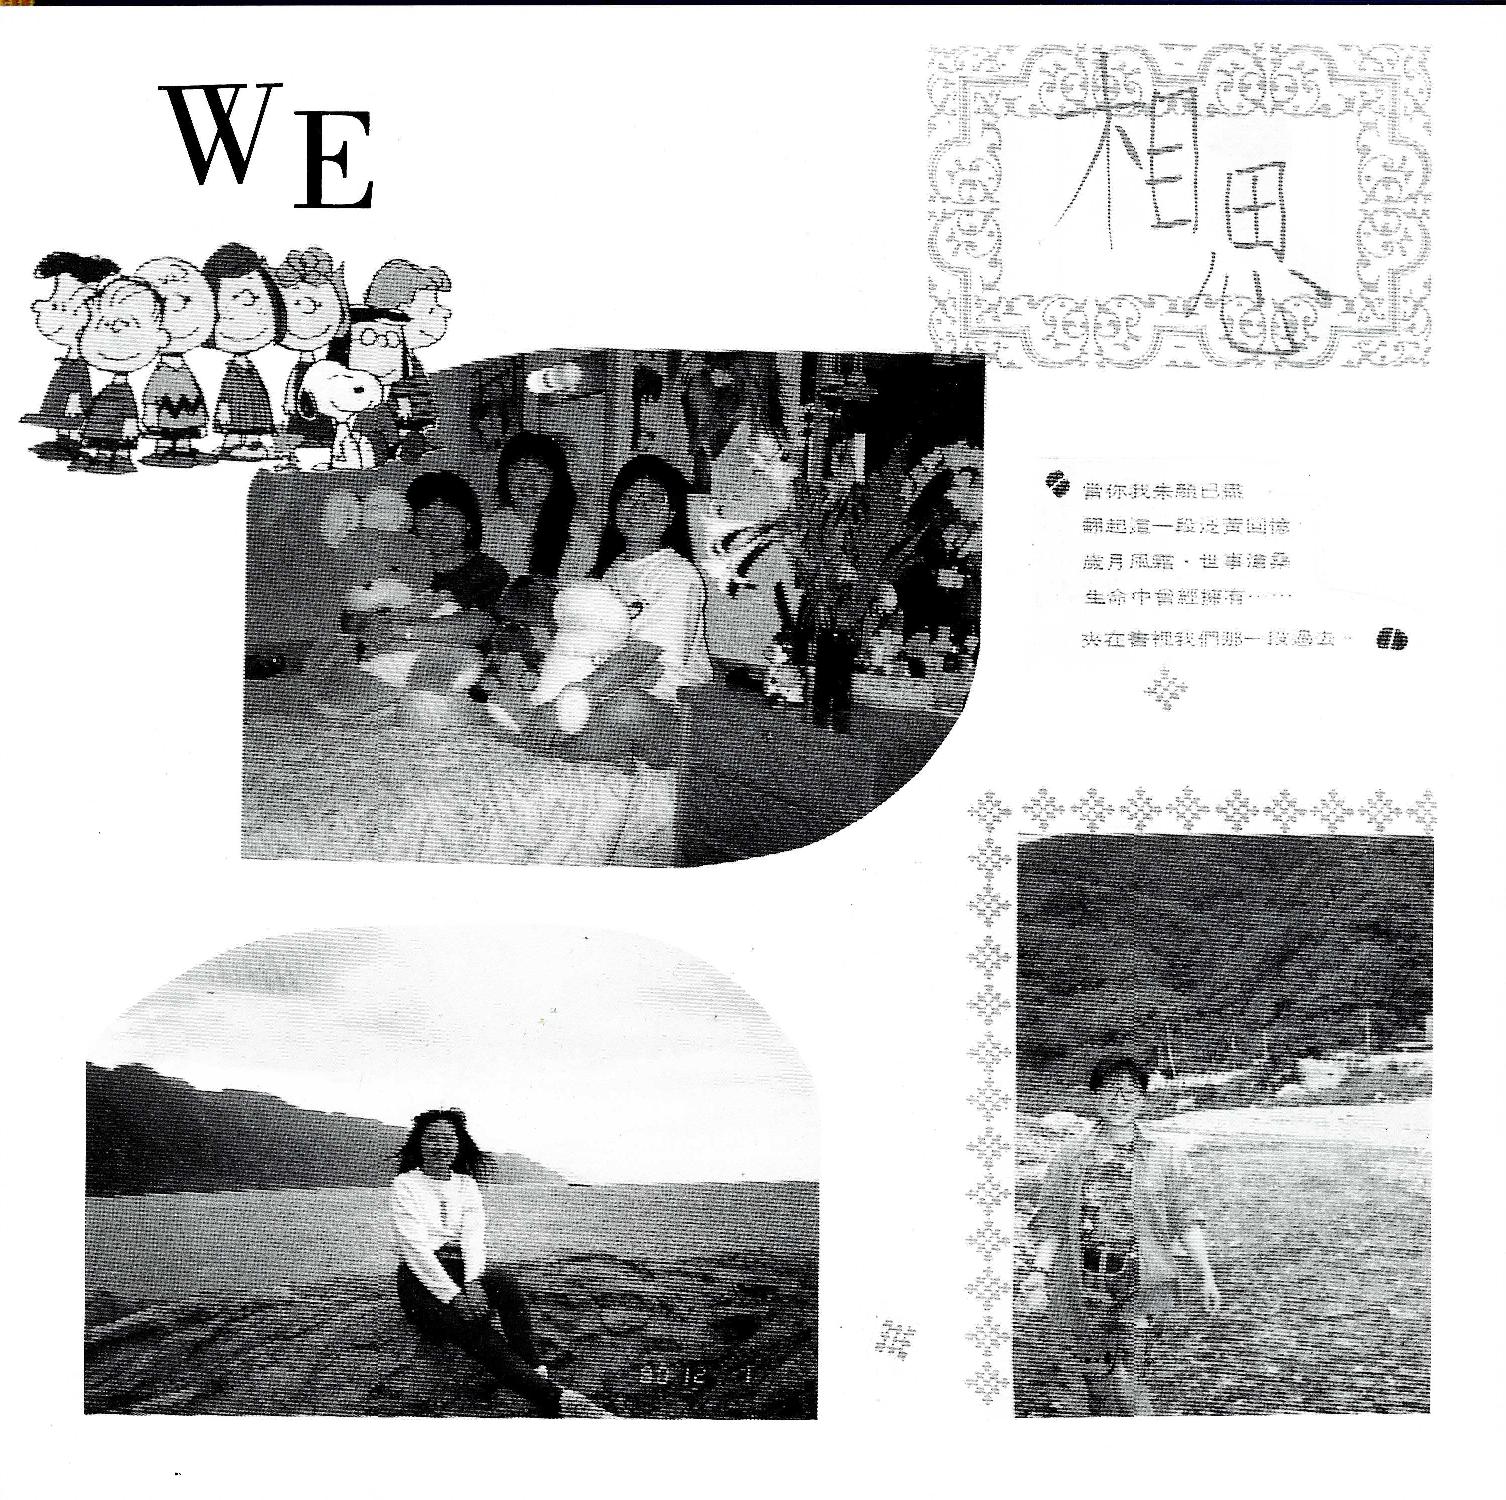 WE
相思
當你我朱顏已無
翻起這一段泛黃回憶
歲月風霜・世事滄桑
生命中曾經擁有⋯⋯
夾在書裡我們那一段過去